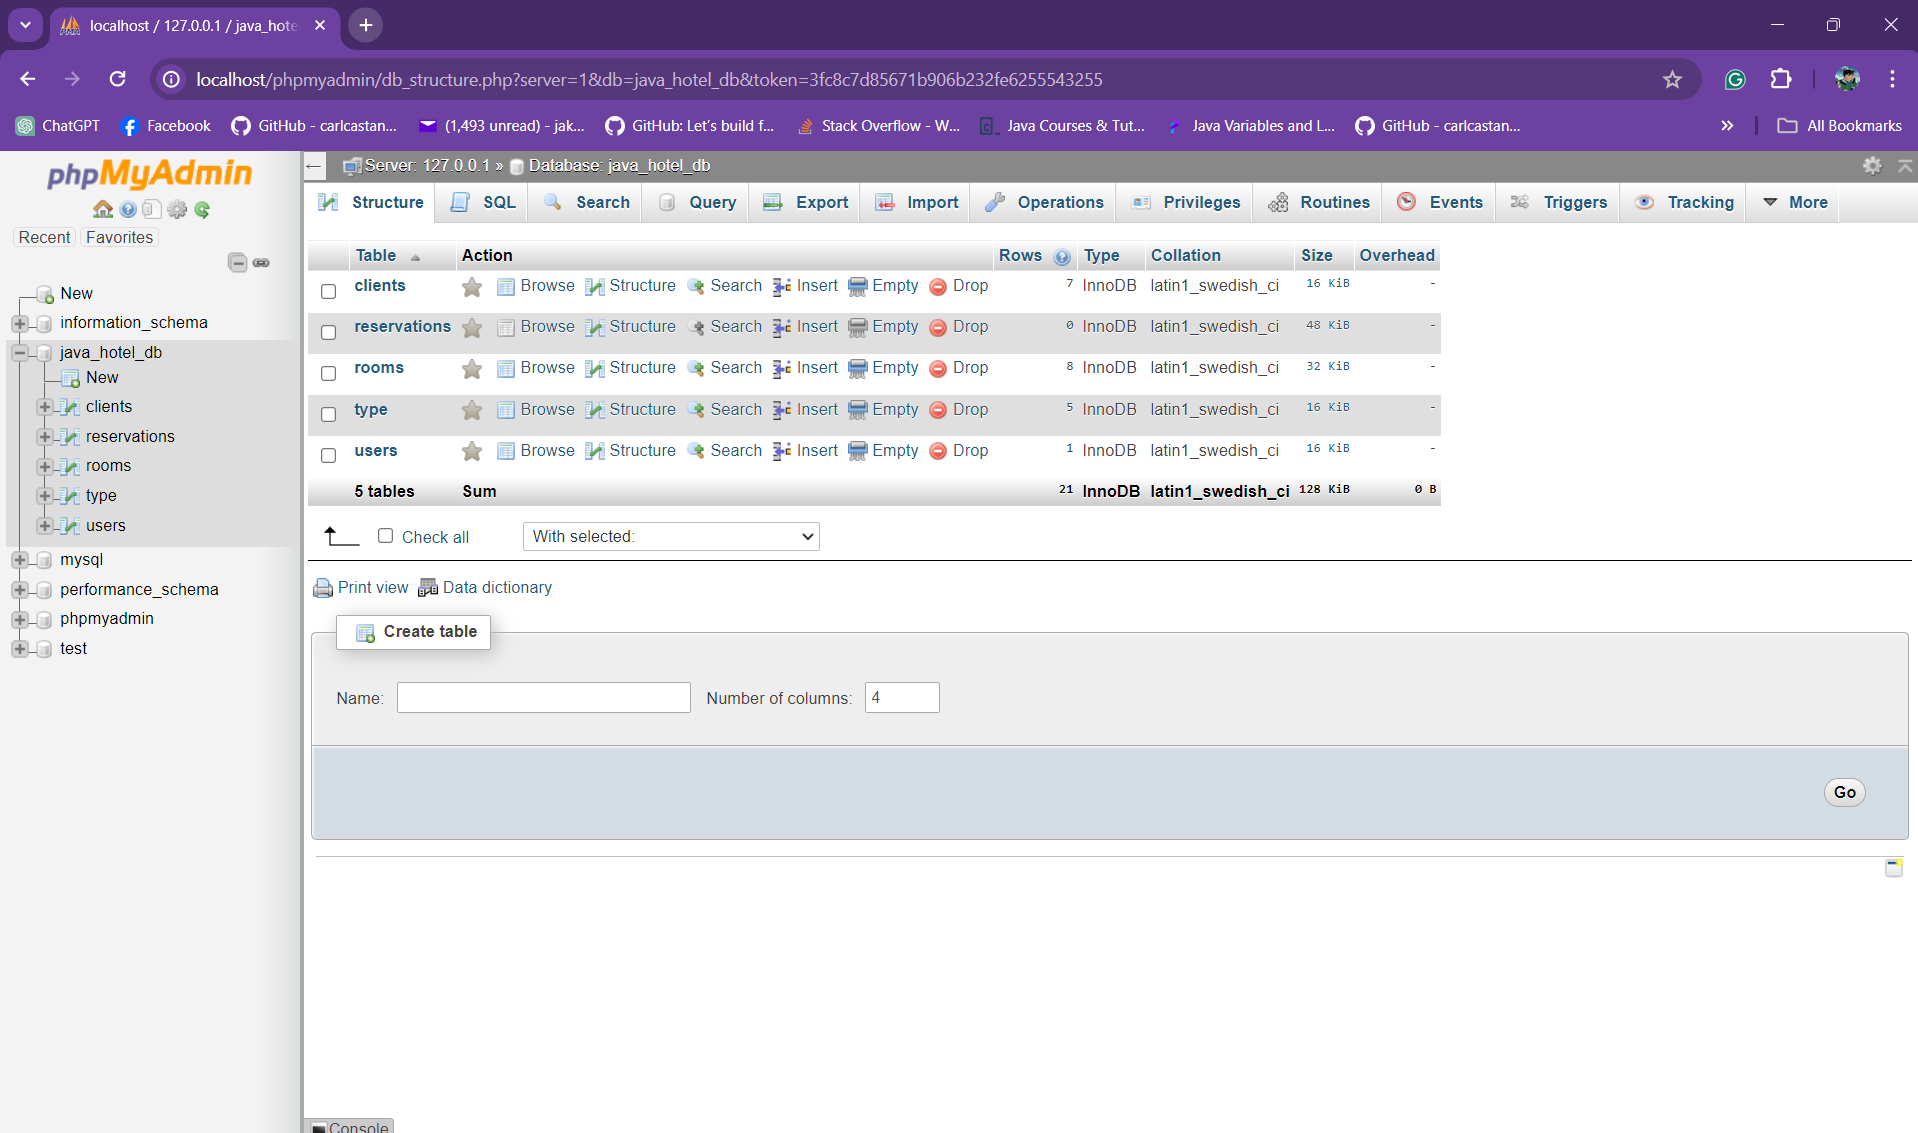 localhost / 127.0.0.1 / java_hote
localhost/phpmyadmin/db_structure.php?server=1&db=java_hotel_db&token=3fc8c7d85671b906b232fe6255543255
ChatGPT Facebook GitHub - carlcastan... (1,493 unread) - jak... GitHub: Let's build f... Stack Overflow - W... Java Courses & Tut... Java Variables and L... GitHub - carlcastan... » All Bookmarks
phpMyAdmin
Recent Favorites
New
information_schema
java_hotel_db
New
clients
reservations
rooms
type
users
mysql
performance_schema
phpmyadmin
test
Server: 127.0.0.1 » Database: java_hotel_db
Structure SQL Search Query Export Import Operations Privileges Routines Events Triggers Tracking More
Table Action Rows Type Collation Size Overhead
clients Browse Structure Search Insert Empty Drop 7 InnoDB latin1_swedish_ci 16 KiB -
reservations Browse Structure Search Insert Empty Drop 0 InnoDB latin1_swedish_ci 48 KiB -
rooms Browse Structure Search Insert Empty Drop 8 InnoDB latin1_swedish_ci 32 KiB -
type Browse Structure Search Insert Empty Drop 5 InnoDB latin1_swedish_ci 16 KiB -
users Browse Structure Search Insert Empty Drop 1 InnoDB latin1_swedish_ci 16 KiB -
5 tables Sum 21 InnoDB latin1_swedish_ci 128 KiB 0 B
Check all With selected:
Print view Data dictionary
Create table
Name: Number of columns: 4
Go
Console